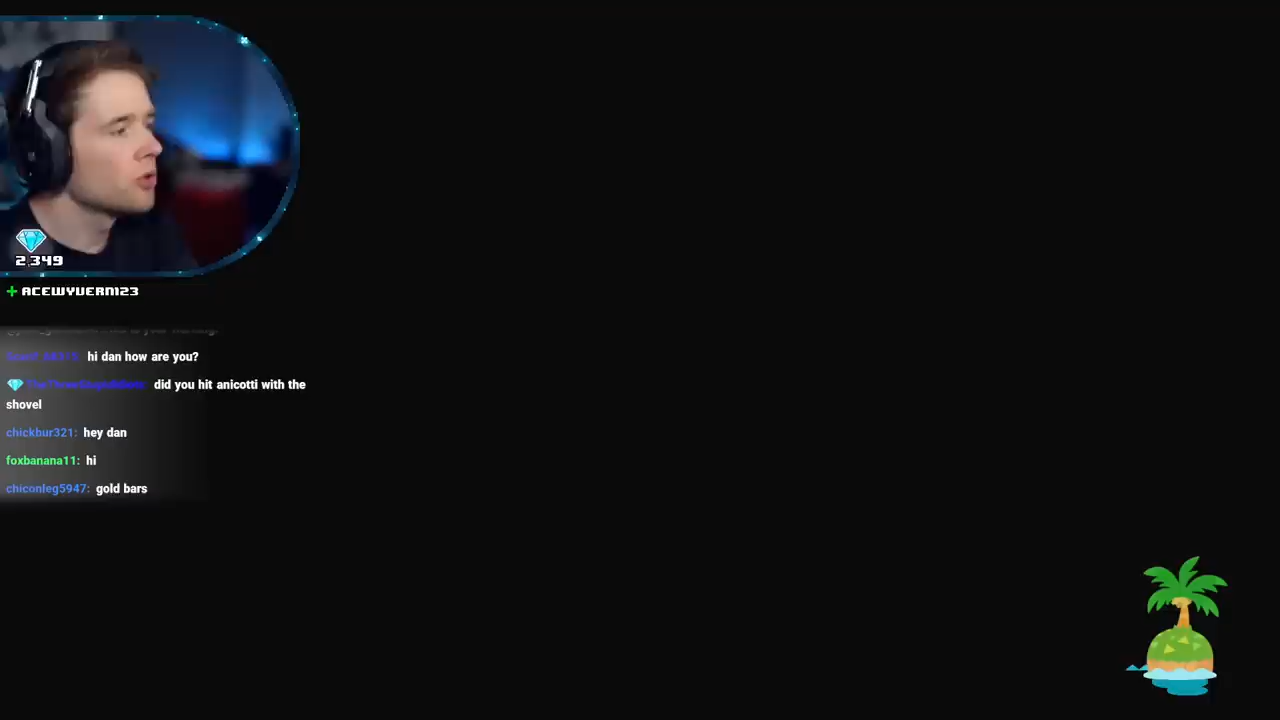 2,349
+ ACEWYVERN123
hi dan how are you?
did you hit anicotti with the
shovel
chickbur321: hey dan
foxbanana11: hi
chiconleg5947: gold bars